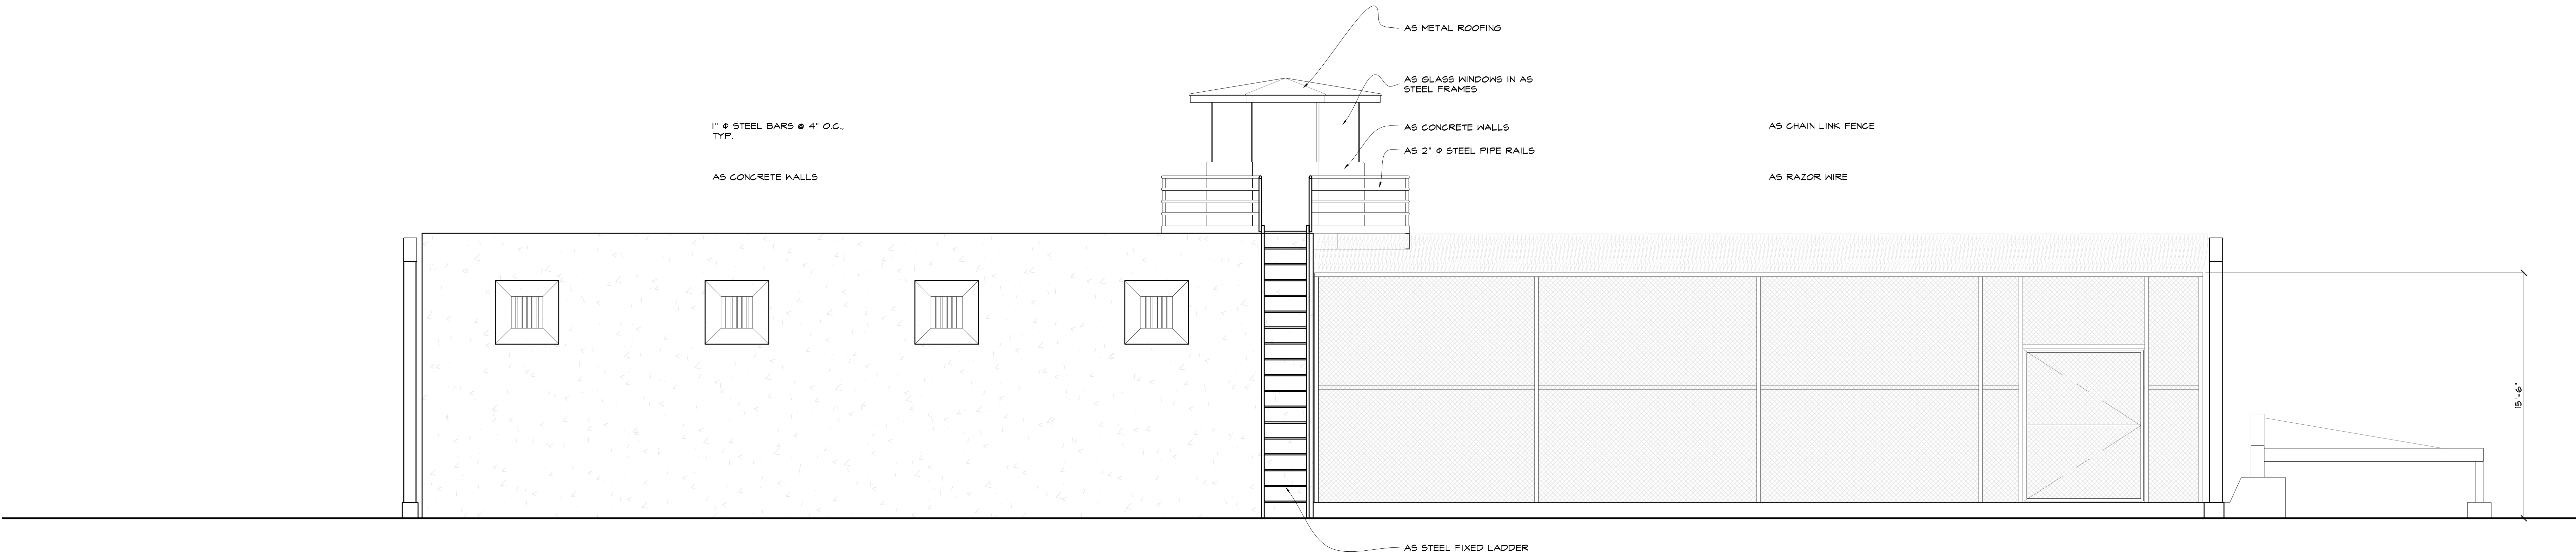 AS METAL ROOFING
AS GLASS WINDOWS IN AS
STEEL FRAMES
1" Φ STEEL BARS @ 4" O.C.,
TYP.
AS CONCRETE WALLS
AS CHAIN LINK FENCE
AS 2" Φ STEEL PIPE RAILS
AS CONCRETE WALLS
AS RAZOR WIRE
15'-6"
AS STEEL FIXED LADDER